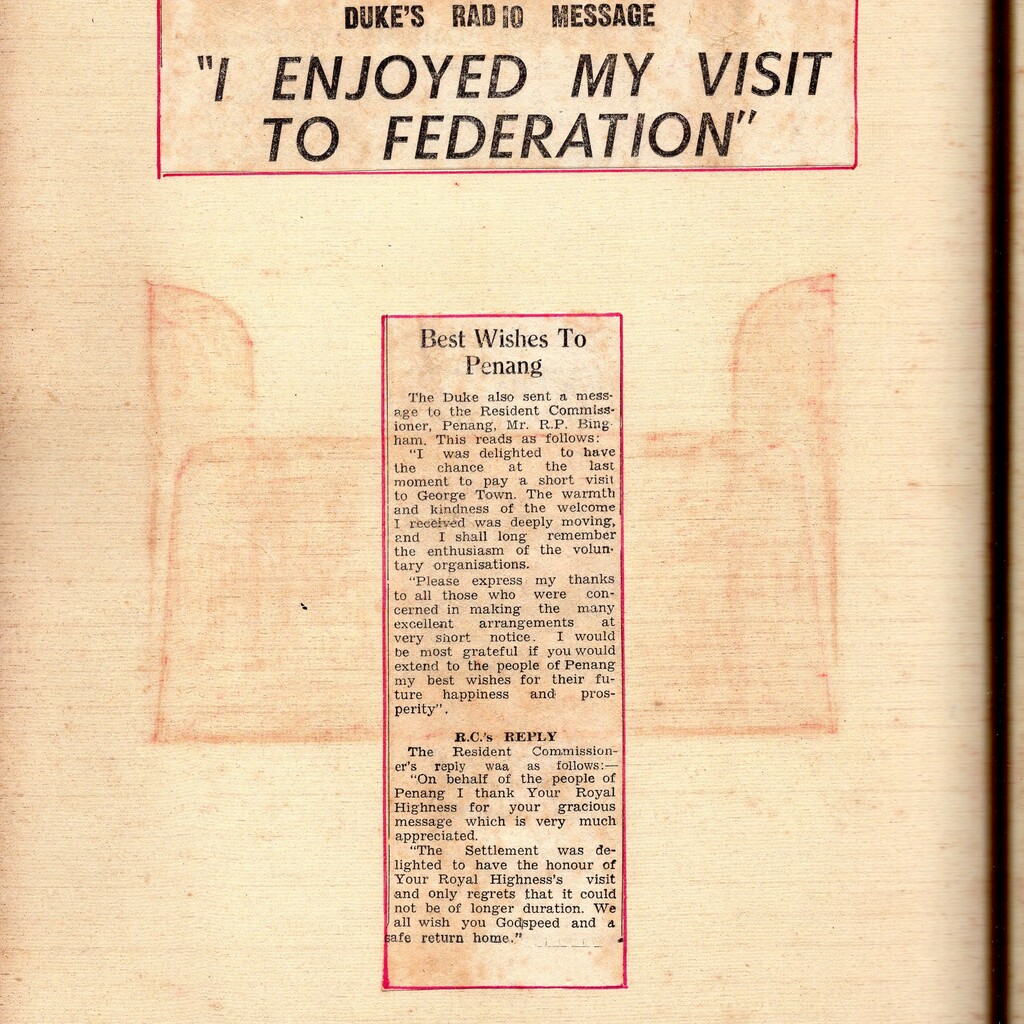 DUKE'S RADIO MESSAGE
"I ENJOYED MY VISIT
TO FEDERATION"
Best Wishes To
Penang
The Duke also sent a mess-
age to the Resident Commiss-
ioner, Penang, Mr. R.P. Bing-
ham. This reads as follows:
"I was delighted to have
the chance at the last
moment to pay a short visit
to George Town. The warmth
and kindness of the welcome
I received was deeply moving,
and I shall long remember
the enthusiasm of the volun-
tary organisations.
"Please express my thanks
to all those who were con-
cerned in making the many
excellent arrangements at
very short notice. I would
be most grateful if you would
extend to the people of Penang
my best wishes for their fu-
ture happiness and pros-
perity".
R.C.'s REPLY
The Resident Commission-
er's reply waa as follows:—
"On behalf of the people of
Penang I thank Your Royal
Highness for your gracious
message which is very much
appreciated.
"The Settlement was de-
lighted to have the honour of
Your Royal Highness's visit
and only regrets that it could
not be of longer duration. We
all wish you Godspeed and a
safe return home."